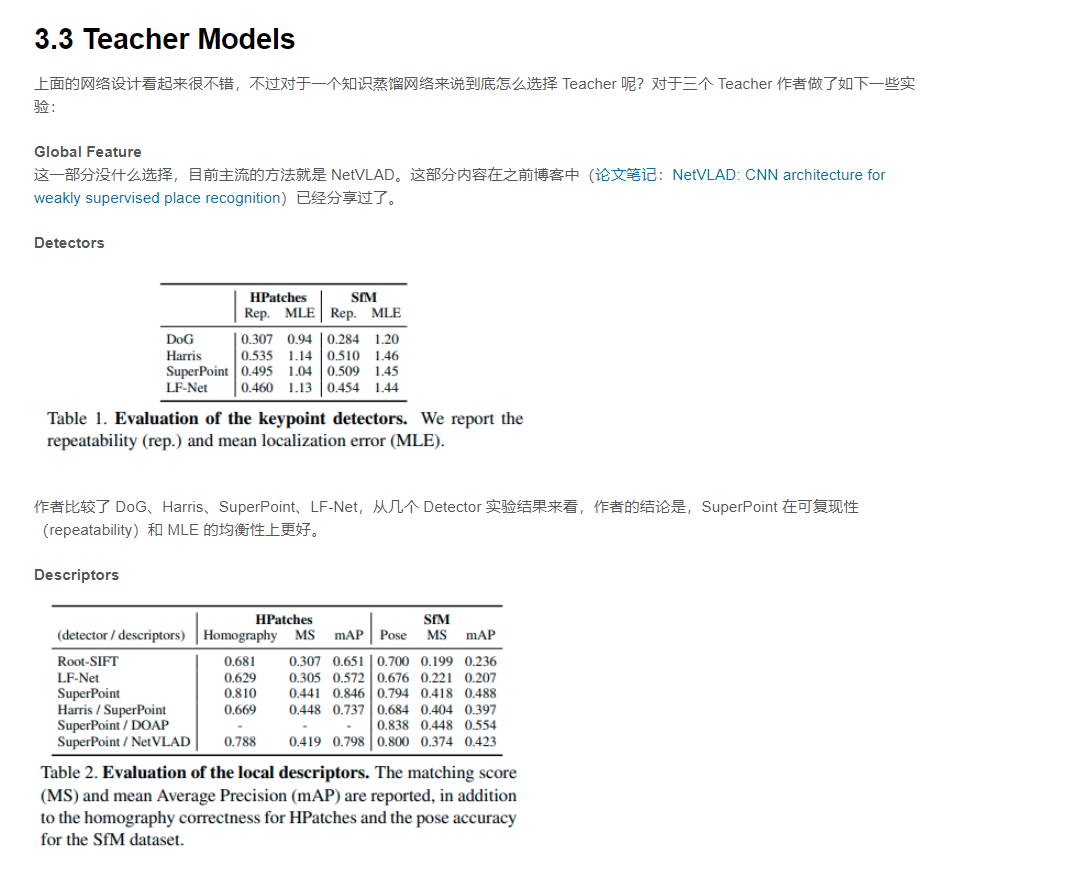 3.3 Teacher Models
上面的网络设计看起来很不错，不过对于一个知识蒸馏网络来说到底怎么选择 Teacher 呢？对于三个 Teacher 作者做了如下一些实
验：
Global Feature
这一部分没什么选择，目前主流的方法就是 NetVLAD。这部分内容在之前博客中（论文笔记：NetVLAD: CNN architecture for
weakly supervised place recognition）已经分享过了。
Detectors
HPatches SfM
Rep. MLE Rep. MLE
DoG 0.307 0.94 0.284 1.20
Harris 0.535 1.14 0.510 1.46
SuperPoint 0.495 1.04 0.509 1.45
LF-Net 0.460 1.13 0.454 1.44
Table 1. Evaluation of the keypoint detectors. We report the
repeatability (rep.) and mean localization error (MLE).
作者比较了 DoG、Harris、SuperPoint、LF-Net，从几个 Detector 实验结果来看，作者的结论是，SuperPoint 在可复现性
（repeatability）和 MLE 的均衡性上更好。
Descriptors
HPatches SfM
(detector / descriptors) Homography MS mAP Pose MS mAP
Root-SIFT 0.681 0.307 0.651 0.700 0.199 0.236
LF-Net 0.629 0.305 0.572 0.676 0.221 0.207
SuperPoint 0.810 0.441 0.846 0.794 0.418 0.488
Harris / SuperPoint 0.669 0.448 0.737 0.684 0.404 0.397
SuperPoint / DOAP - - - 0.838 0.448 0.554
SuperPoint / NetVLAD 0.788 0.419 0.798 0.800 0.374 0.423
Table 2. Evaluation of the local descriptors. The matching score
(MS) and mean Average Precision (mAP) are reported, in addition
to the homography correctness for HPatches and the pose accuracy
for the SfM dataset.